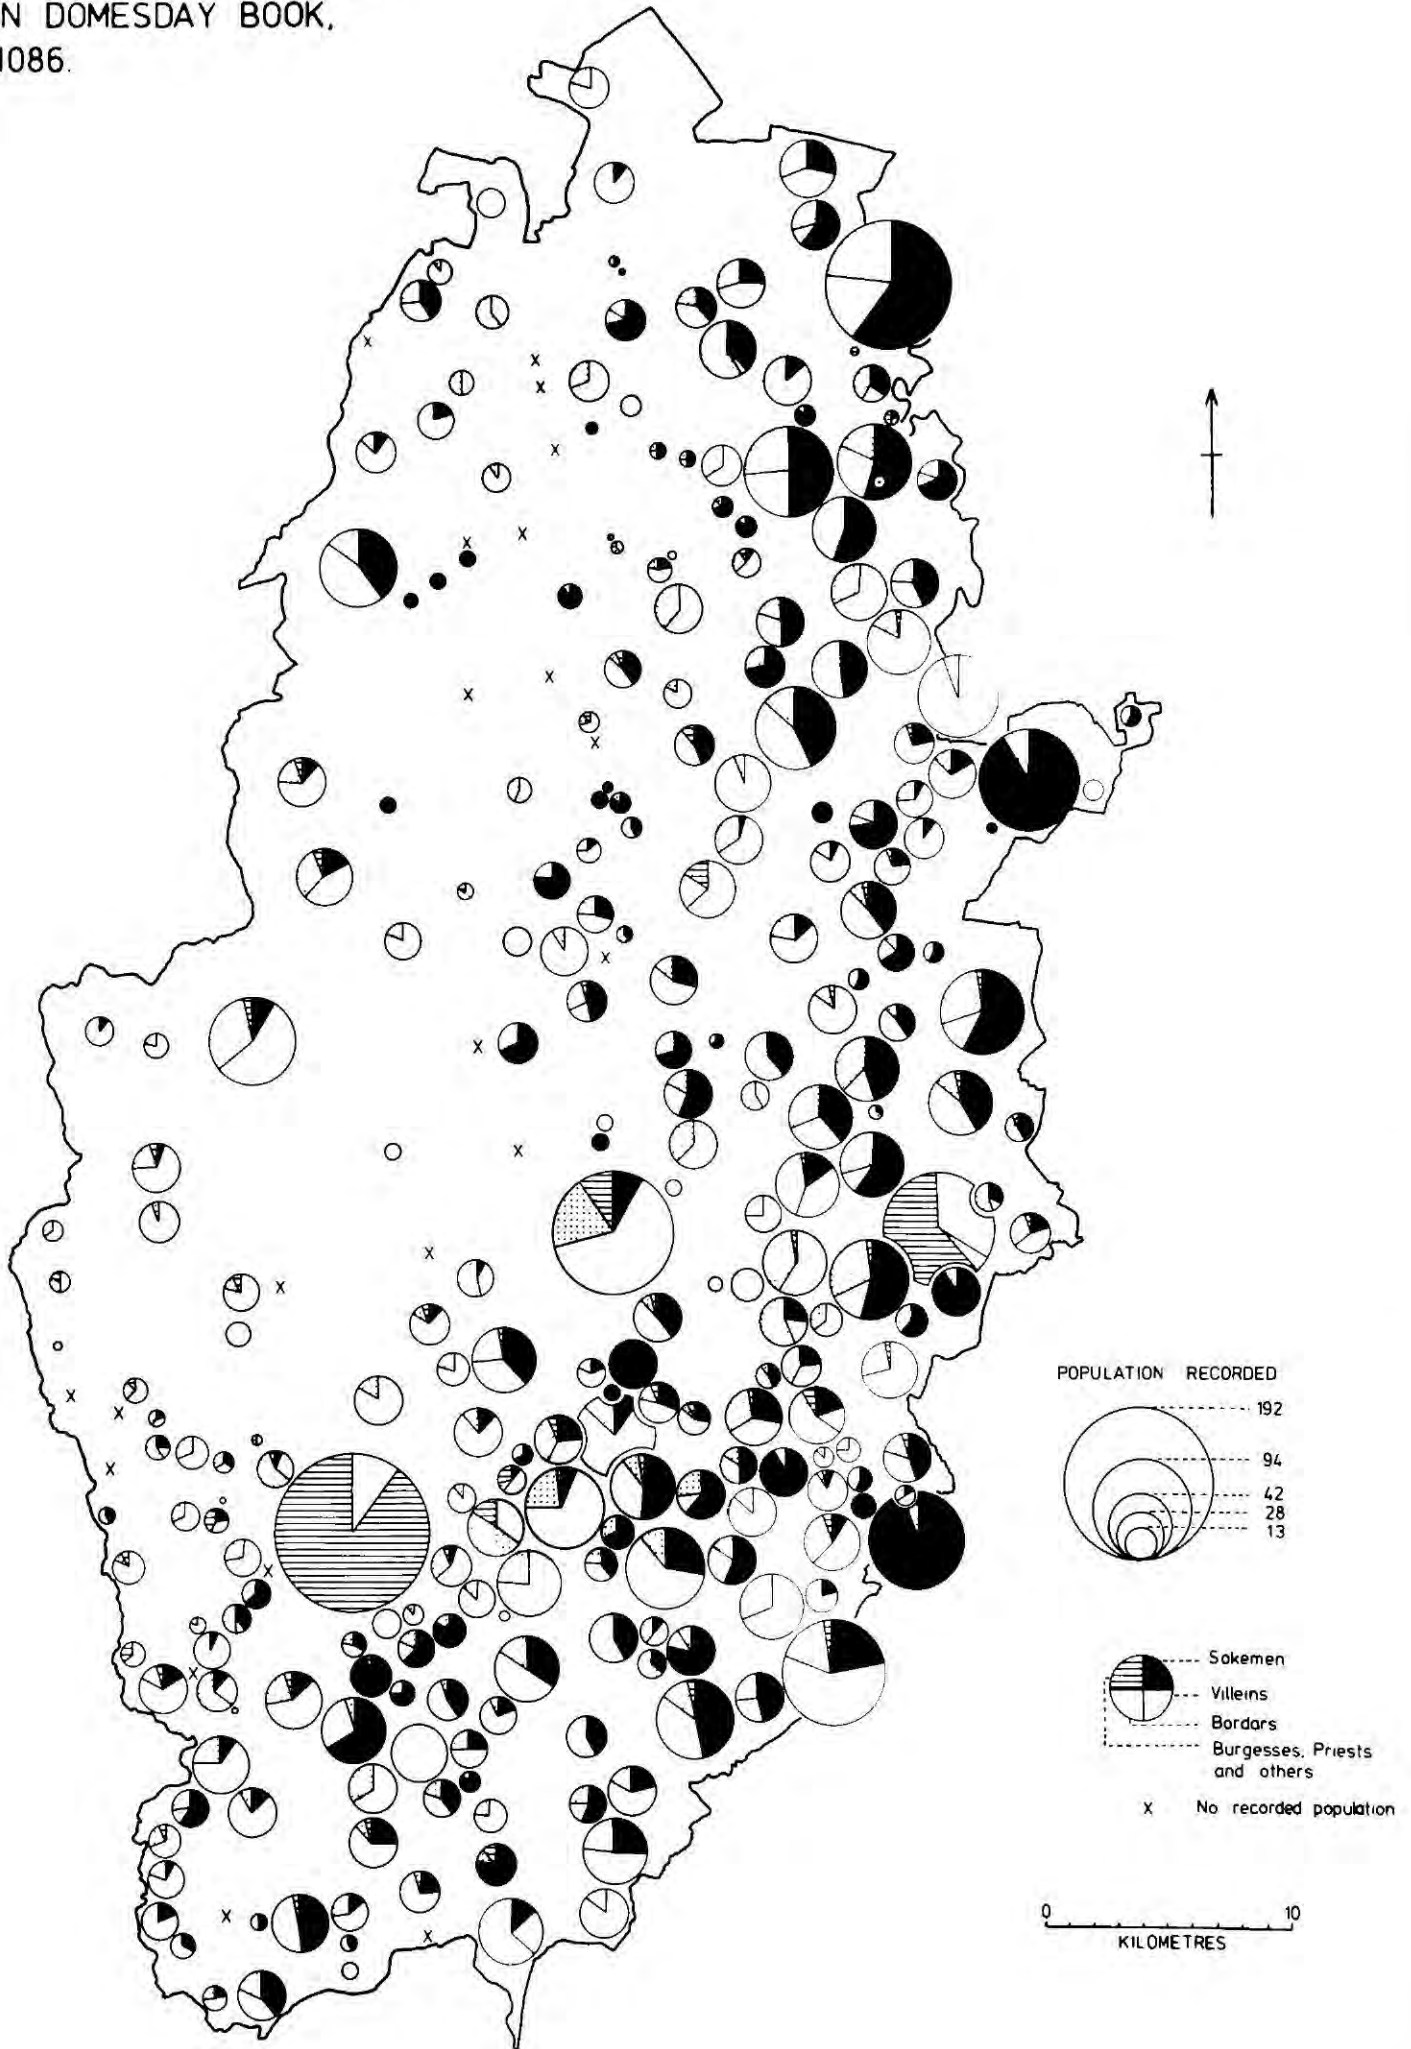 N DOMESDAY BOOK,
1086.
POPULATION RECORDED
192
94
42
28
13
Sokemen
Villeins
Bordars
Burgesses, Priests
and others
x No recorded population
0 10
KILOMETRES